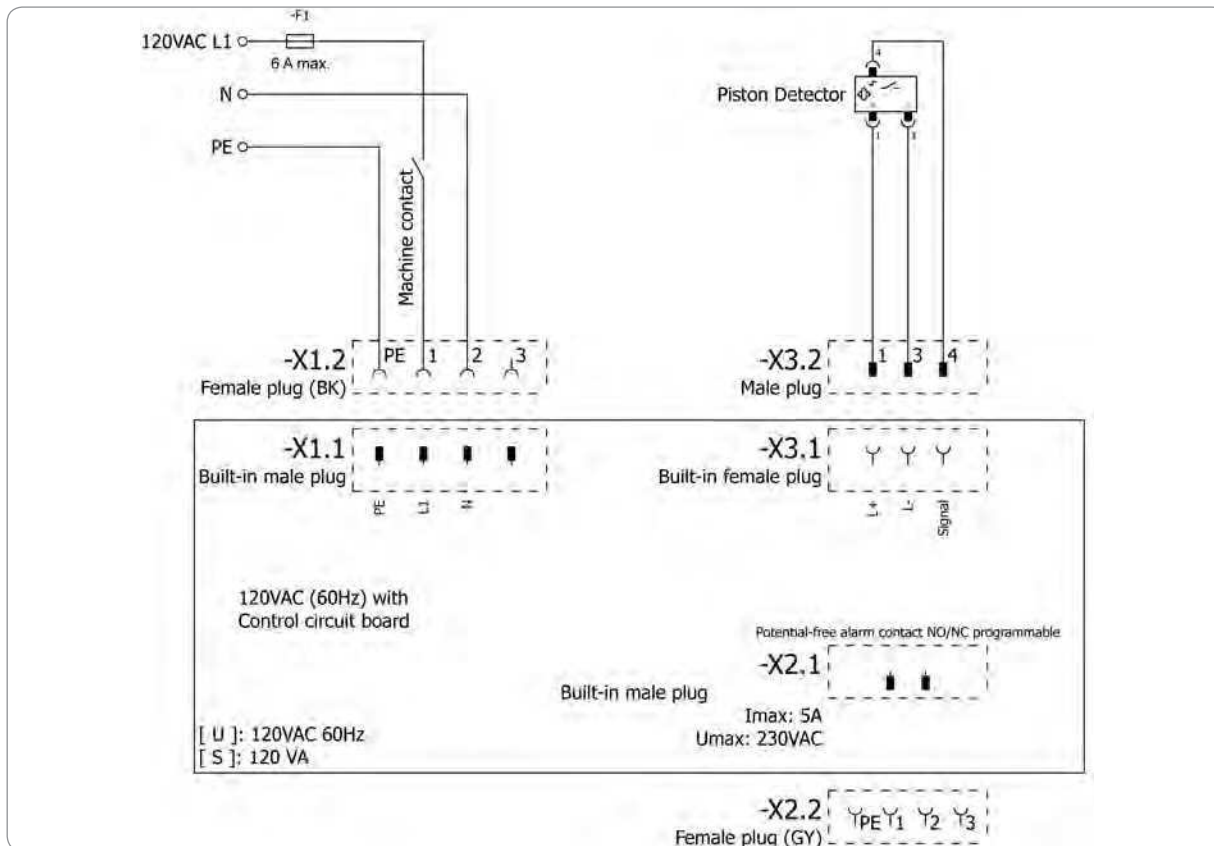 -F1
120VAC L1
6 A max.
N
PE
Machine contact
4
Piston Detector
1 3
-X1.2 PE 1 2 3
Female plug (BK)
-X3.2 1 3 4
Male plug
-X1.1
Built-in male plug
PE L1 N
-X3.1
Built-in female plug
L+ L- Signal
120VAC (60Hz) with
Control circuit board
Potential-free alarm contact NO/NC programmable
-X2.1
Built-in male plug
Imax: 5A
Umax: 230VAC
[ U ]: 120VAC 60Hz
[ S ]: 120 VA
-X2.2 PE 1 2 3
Female plug (GY)